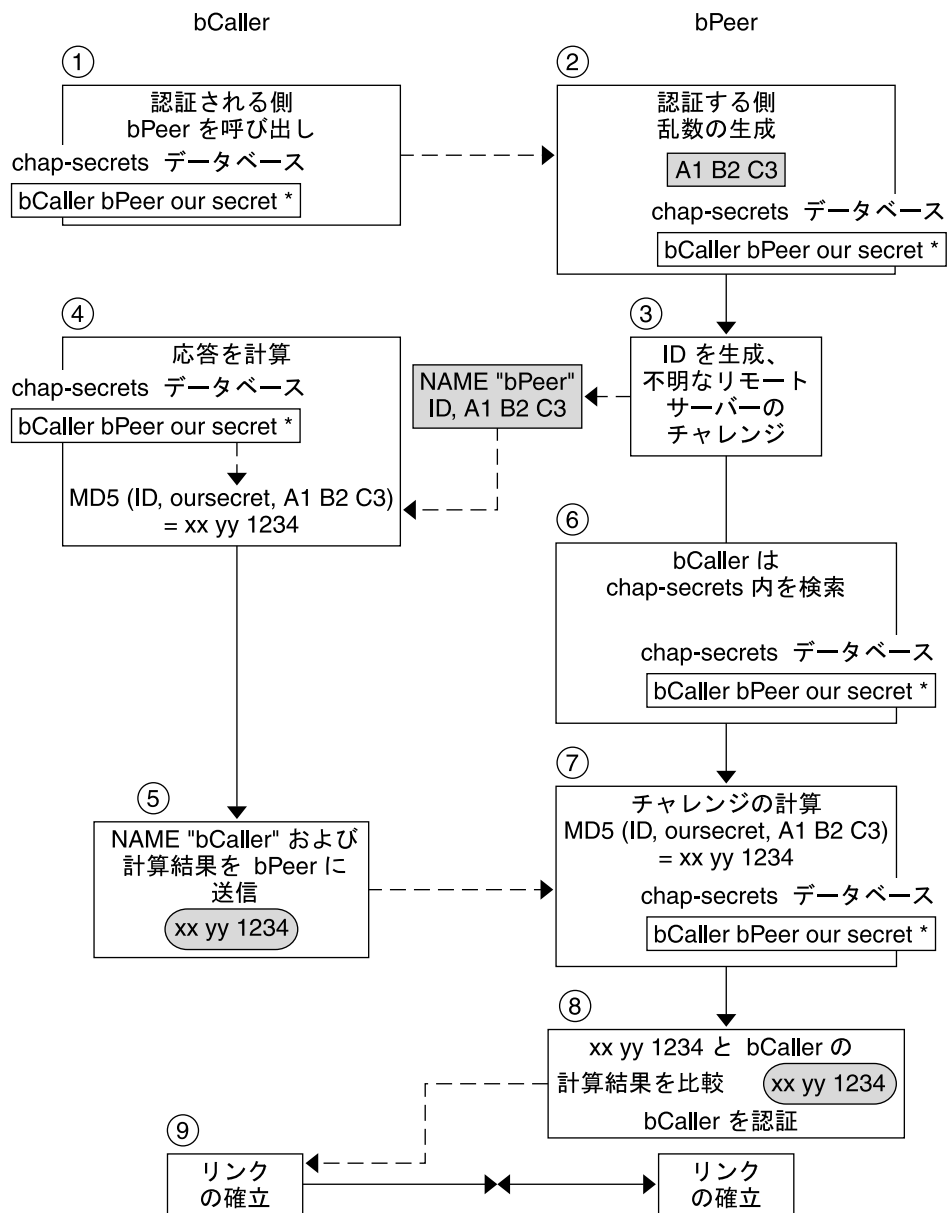 bCaller
bPeer
①
認証される側
bPeer を呼び出し
chap-secrets データベース
bCaller bPeer our secret *
②
認証する側
乱数の生成
A1 B2 C3
chap-secrets データベース
bCaller bPeer our secret *
③
ID を生成、
不明なリモート
サーバーの
チャレンジ
NAME "bPeer"
ID, A1 B2 C3
④
応答を計算
chap-secrets データベース
bCaller bPeer our secret *
MD5 (ID, oursecret, A1 B2 C3)
= xx yy 1234
⑤
NAME "bCaller" および
計算結果を bPeer に
送信
xx yy 1234
⑥
bCaller は
chap-secrets 内を検索
chap-secrets データベース
bCaller bPeer our secret *
⑦
チャレンジの計算
MD5 (ID, oursecret, A1 B2 C3)
= xx yy 1234
chap-secrets データベース
bCaller bPeer our secret *
⑧
xx yy 1234 と bCaller の
計算結果を比較 xx yy 1234
bCaller を認証
⑨
リンク
の確立
リンク
の確立